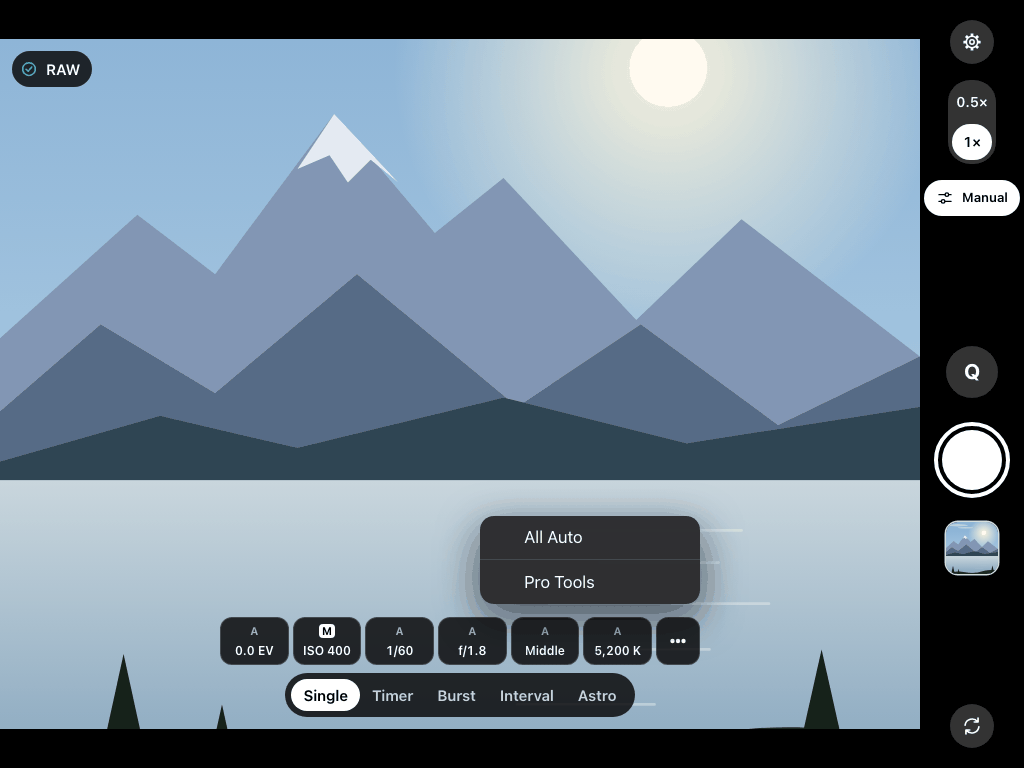 RAW
0.5×
1×
Manual
Q
All Auto
Pro Tools
A
0.0 EV
M
ISO 400
A
1/60
A
f/1.8
A
Middle
A
5,200 K
•••
Single
Timer
Burst
Interval
Astro